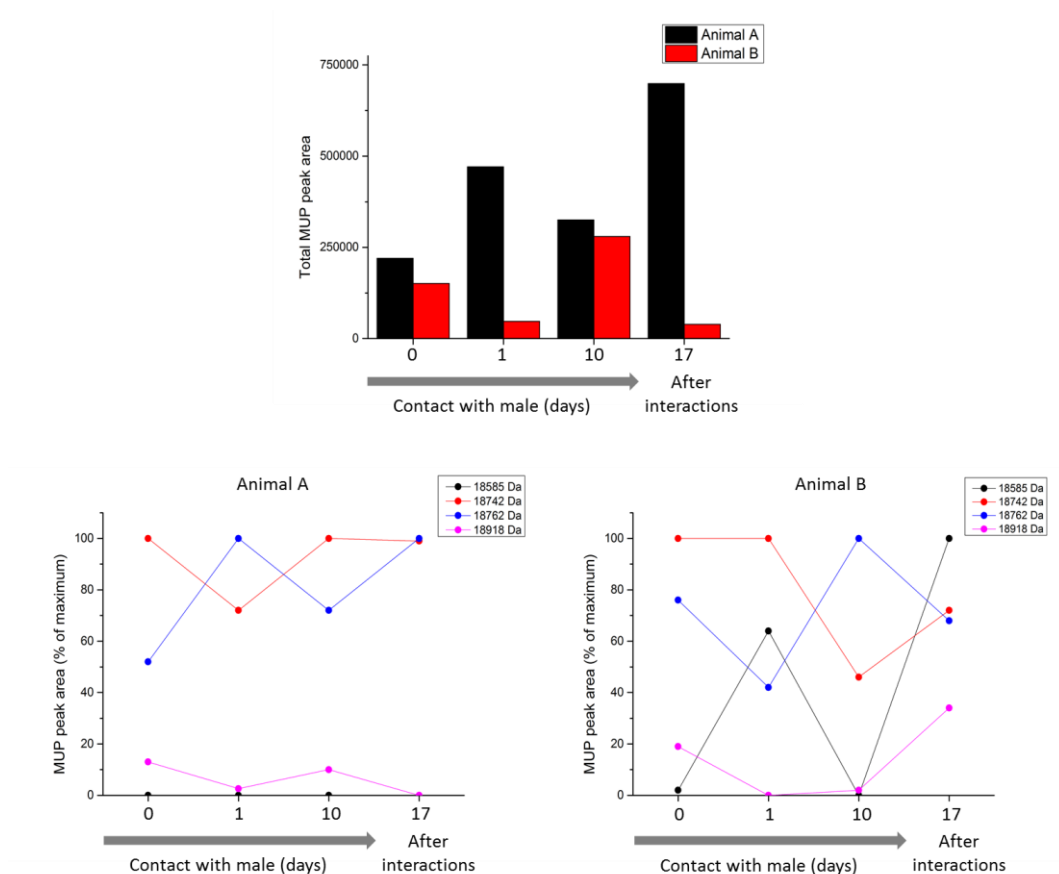 Animal A
Animal B
Total MUP peak area
750000
500000
250000
0
0 1 10 17
Contact with male (days)
After
interactions
Animal A
18585 Da
18742 Da
18762 Da
18918 Da
MUP peak area (% of maximum)
100
80
60
40
20
0
0 1 10 17
Contact with male (days)
After
interactions
Animal B
18585 Da
18742 Da
18762 Da
18918 Da
MUP peak area (% of maximum)
100
80
60
40
20
0
0 1 10 17
Contact with male (days)
After
interactions